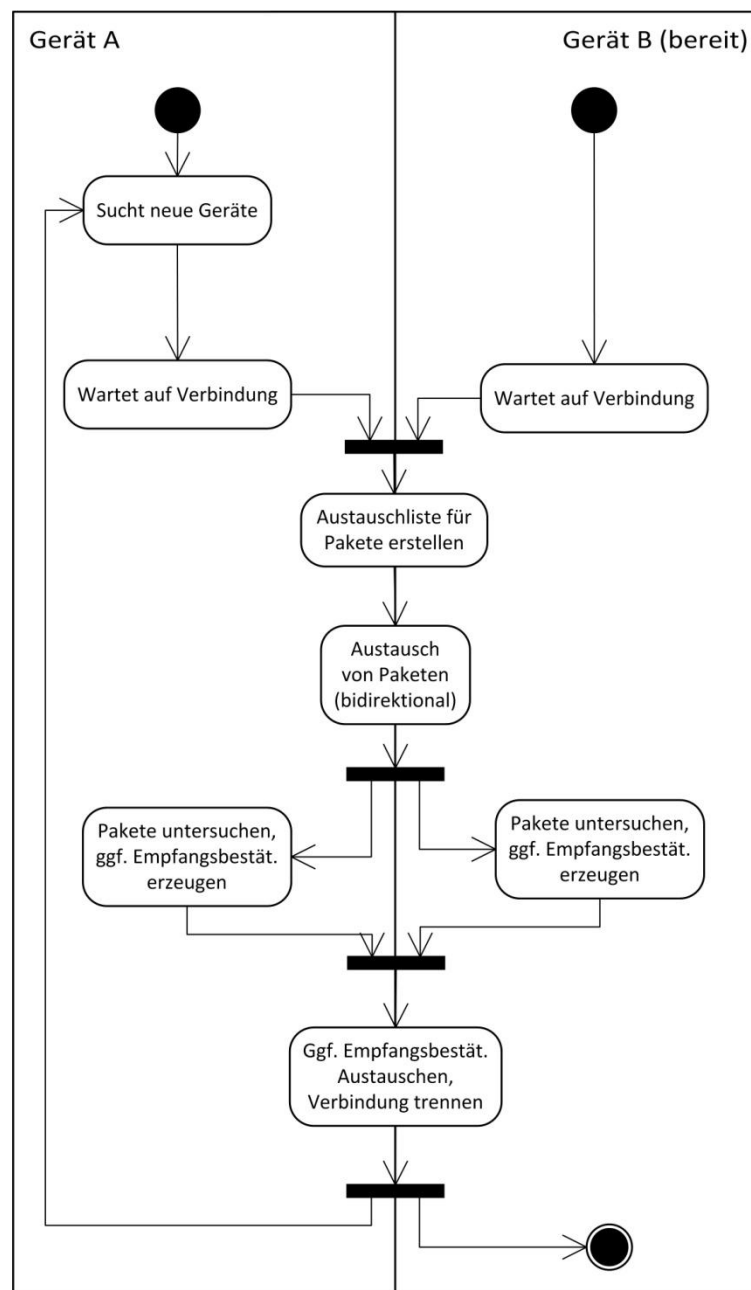 Gerät A
Gerät B (bereit)
Sucht neue Geräte
Wartet auf Verbindung
Wartet auf Verbindung
Austauschliste für
Pakete erstellen
Austausch
von Paketen
(bidirektional)
Pakete untersuchen,
ggf. Empfangsbestät.
erzeugen
Pakete untersuchen,
ggf. Empfangsbestät.
erzeugen
Ggf. Empfangsbestät.
Austauschen,
Verbindung trennen